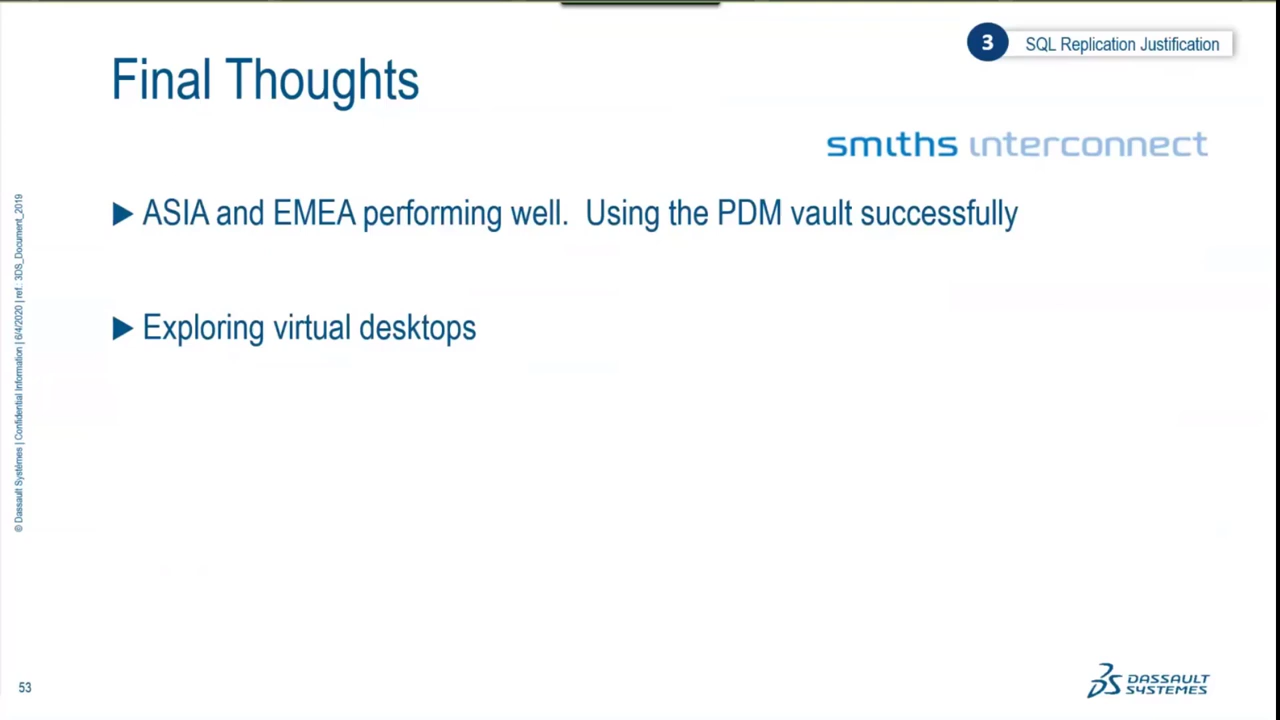 3 SQL Replication Justification
Final Thoughts
smiths interconnect
▶ ASIA and EMEA performing well. Using the PDM vault successfully
▶ Exploring virtual desktops
© Dassault Systèmes | Confidential Information | 6/4/2020 | ref.: 3DS_Document_2019
53
3DS DASSAULT
SYSTEMES